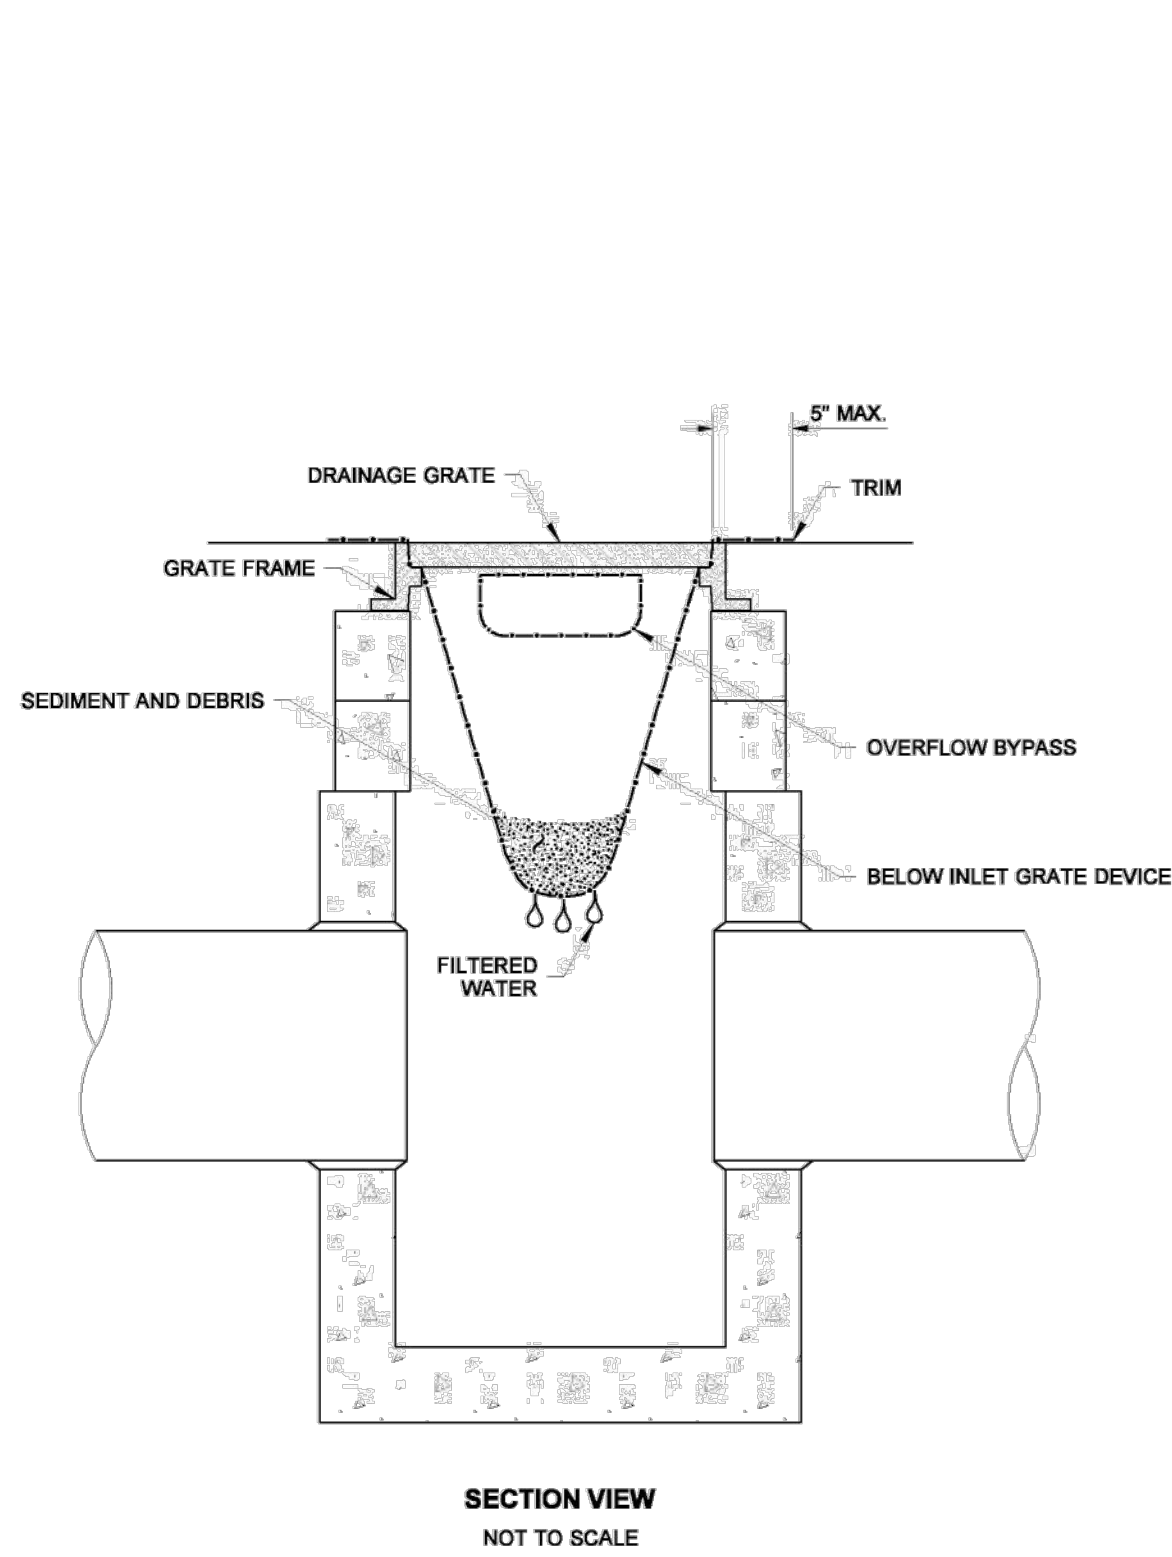 5" MAX.
DRAINAGE GRATE
TRIM
GRATE FRAME
SEDIMENT AND DEBRIS
OVERFLOW BYPASS
BELOW INLET GRATE DEVICE
FILTERED
WATER
SECTION VIEW
NOT TO SCALE